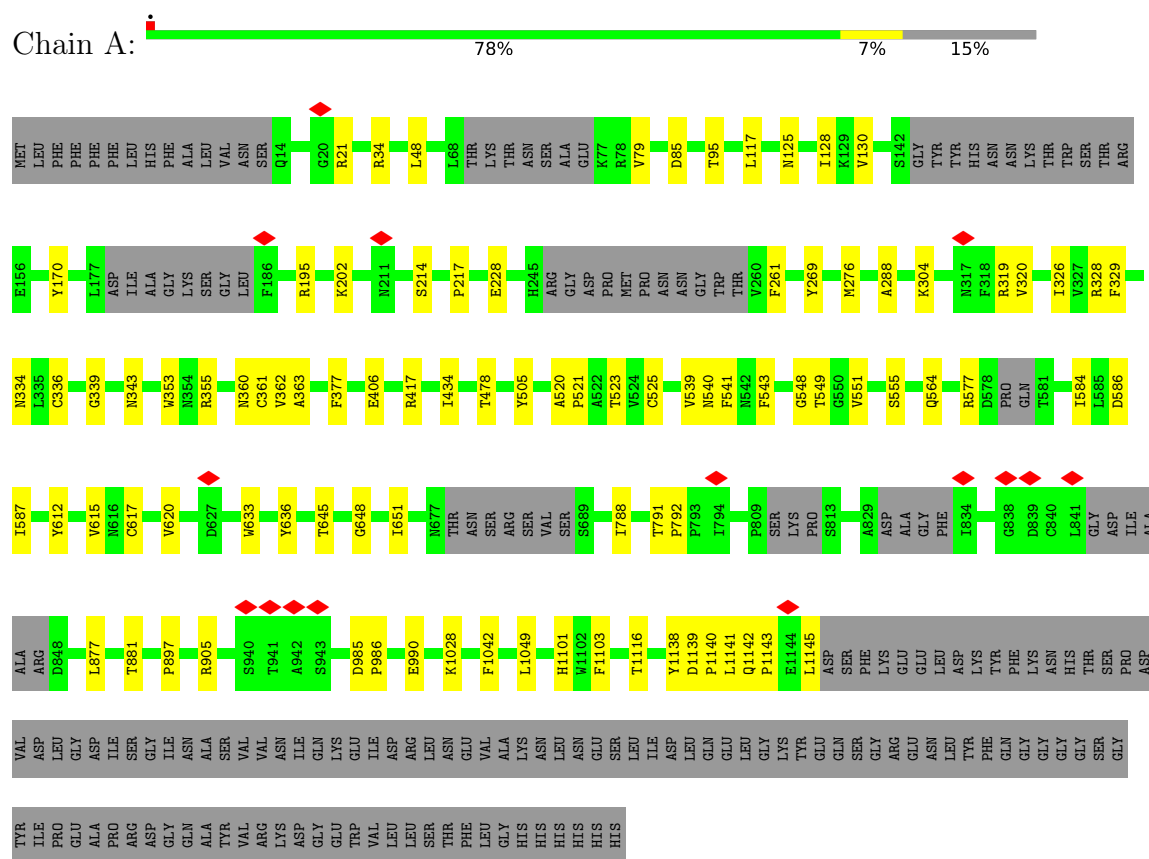 Chain A:
78% 7% 15%
MET LEU PHE PHE PHE PHE LEU HIS PHE ALA LEU VAL ASN SER Q14 G20 R21 R34 L48 L68 THR LYS THR ASN SER ALA GLU K77 R78 V79 D85 T95 L117 N125 I128 K129 V130 S142 GLY TYR TYR HIS ASN ASN LYS THR TRP SER THR ARG
E156 Y170 L177 ASP ILE ALA GLY LYS SER GLY LEU F186 R195 K202 N211 S214 P217 E228 H245 ARG GLY ASP PRO MET PRO ASN ASN GLY TRP THR V260 F261 Y269 M276 A288 K304 N317 F318 R319 V320 I326 V327 R328 F329
N334 L335 C336 G339 N343 W353 N354 R355 N360 C361 V362 A363 F377 E406 R417 I434 T478 Y505 A520 P521 A522 T523 V524 C525 V539 N540 F541 N542 F543 G548 T549 G550 V551 S555 Q564 R577 D578 PRO GLN T581 I584 L585 D586
I587 Y612 V615 N616 C617 V620 D627 W633 Y636 T645 G648 I651 N677 THR ASN SER ARG SER VAL SER S689 I788 T791 P792 P793 I794 P809 SER LYS PRO S813 A829 ASP ALA GLY PHE I834 G838 D839 C840 L841 GLY ASP ILE ALA
ALA ARG D848 L877 T881 P897 R905 S940 T941 A942 S943 D985 P986 E990 K1028 F1042 L1049 H1101 W1102 F1103 T1116 Y1138 D1139 P1140 L1141 Q1142 P1143 E1144 L1145 ASP SER PHE LYS GLU GLU LEU ASP LYS TYR PHE LYS ASN HIS THR SER PRO ASP
VAL ASP LEU GLY ASP ILE SER GLY ILE ASN ALA SER VAL VAL ASN ILE GLN LYS GLU ILE ASP ARG LEU ASN GLU VAL ALA LYS ASN LEU ASN GLU SER LEU ILE ASP LEU GLN GLU LEU GLY LYS TYR GLU GLN SER GLY ARG GLU ASN LEU TYR PHE GLN GLY GLY GLY GLY SER GLY
TYR ILE PRO GLU ALA PRO ARG ASP GLY GLN ALA TYR VAL ARG LYS ASP GLY GLU TRP VAL LEU LEU SER THR PHE LEU GLY HIS HIS HIS HIS HIS HIS